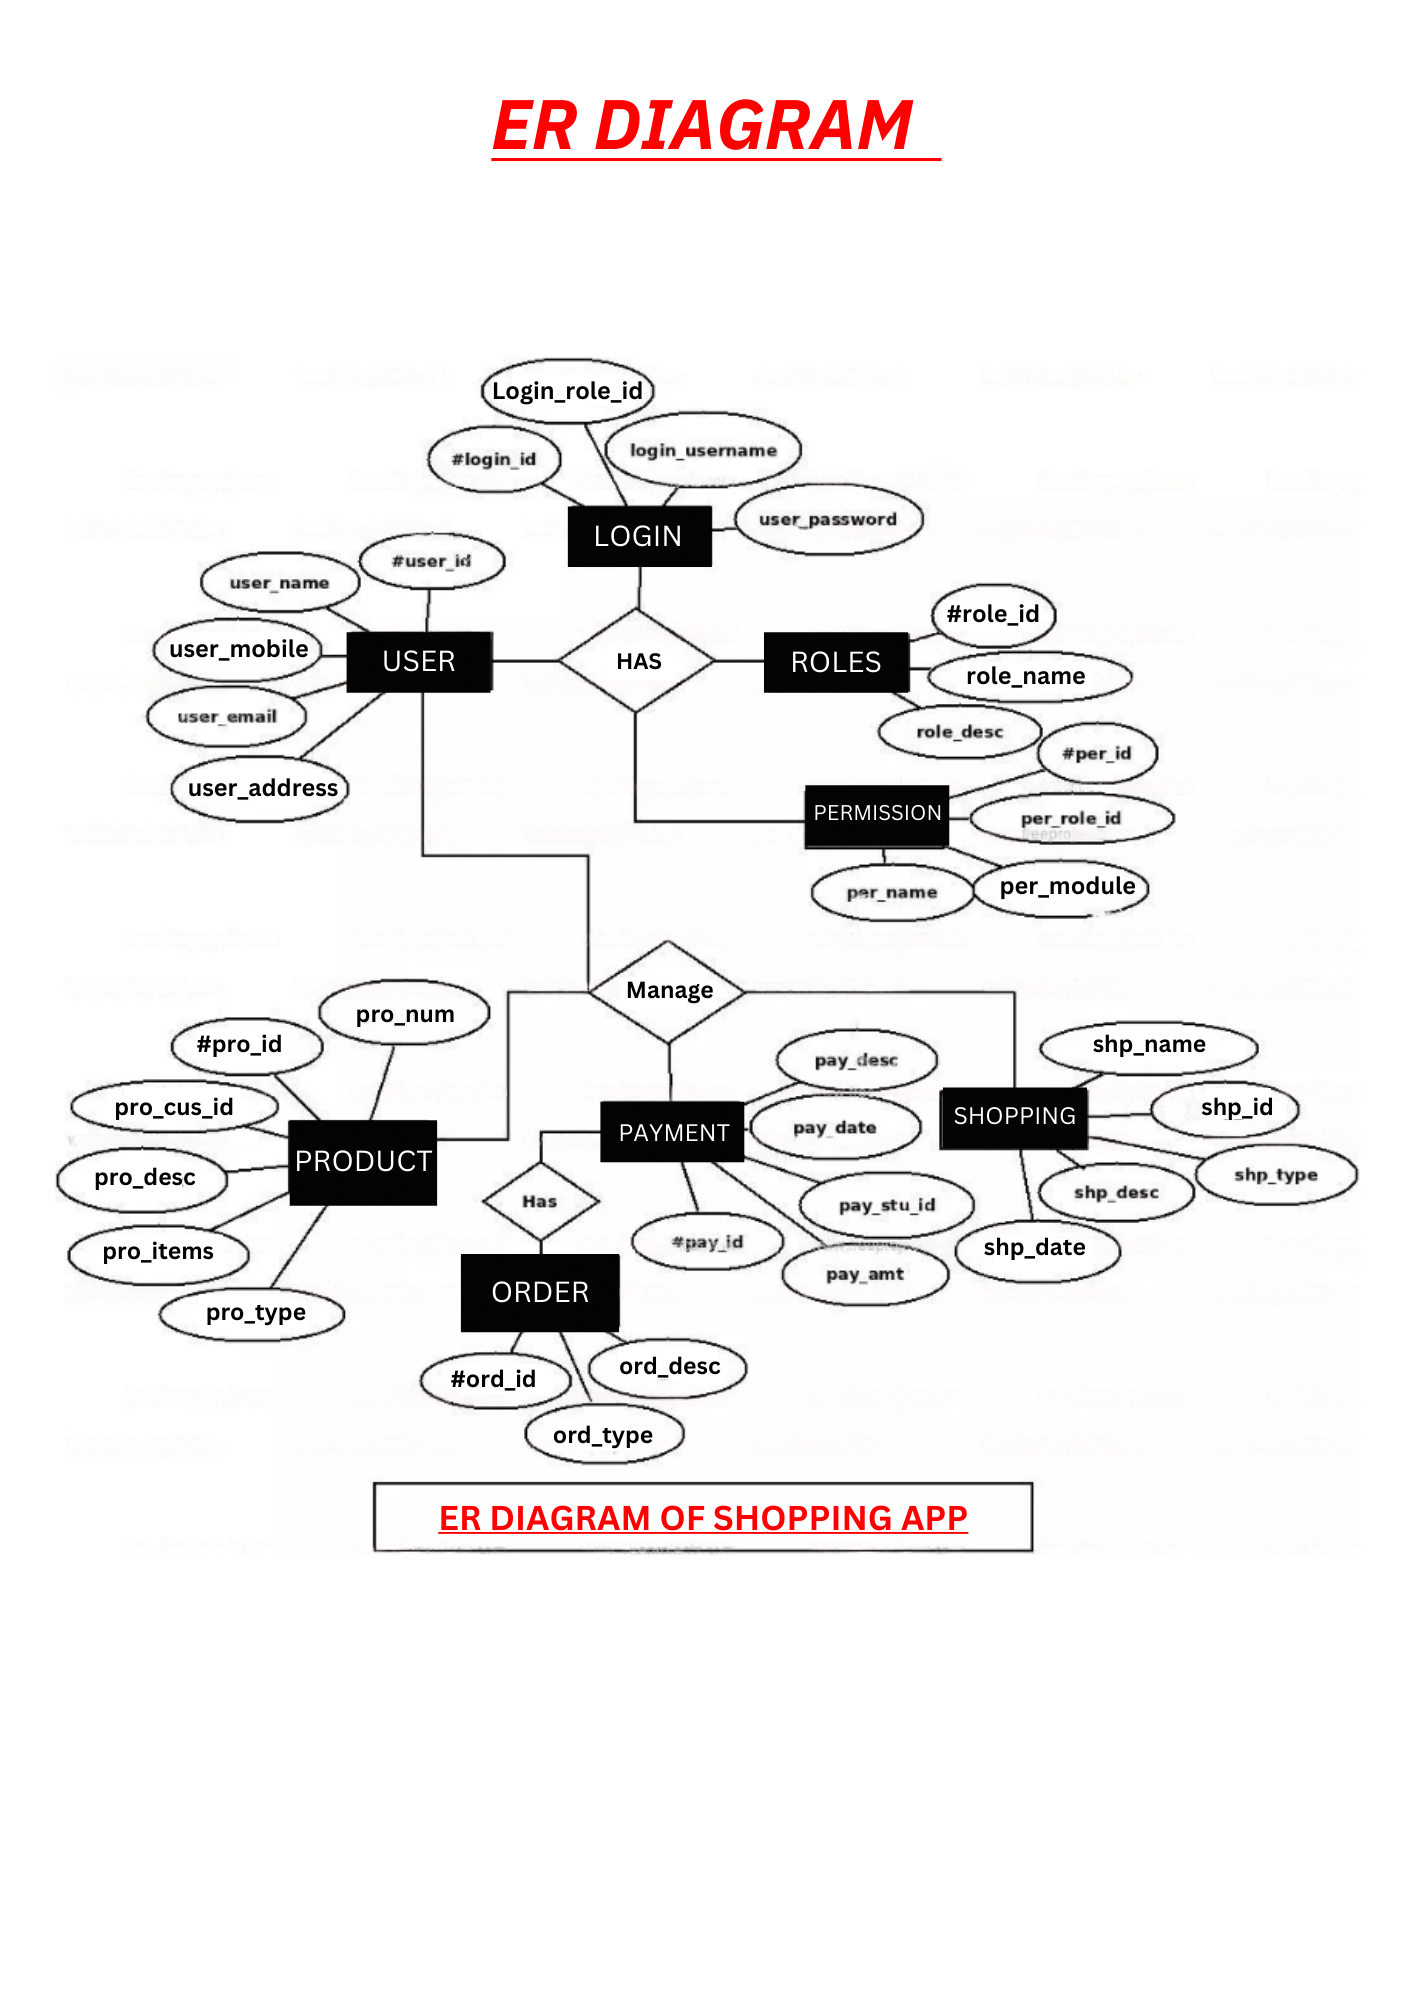 ER DIAGRAM
Login_role_id
login_username
#login_id
user_password
LOGIN
#user_id
user_name
#role_id
user_mobile
USER
HAS
ROLES
role_name
user_email
role_desc
#per_id
user_address
PERMISSION
per_role_id
freepro
per_module
per_name
Manage
pro_num
#pro_id
shp_name
pay_desc
pro_cus_id
shp_id
SHOPPING
pay_date
PAYMENT
PRODUCT
pro_desc
shp_type
shp_desc
Has
pay_stu_id
#pay_id
shp_date
pro_items
pay_amt
ORDER
pro_type
ord_desc
#ord_id
ord_type
ER DIAGRAM OF SHOPPING APP